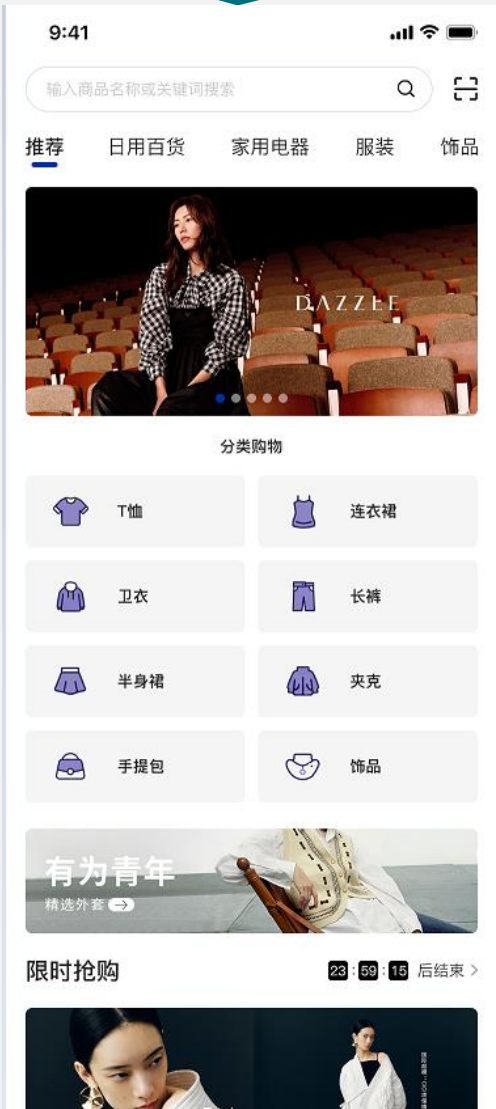 9:41
输入商品名称或关键词搜索
推荐 日用百货 家用电器 服装 饰品
DAZZLE
分类购物
T恤 连衣裙
卫衣 长裤
半身裙 夹克
手提包 饰品
有为青年
精选外套
限时抢购 23:59:15 后结束